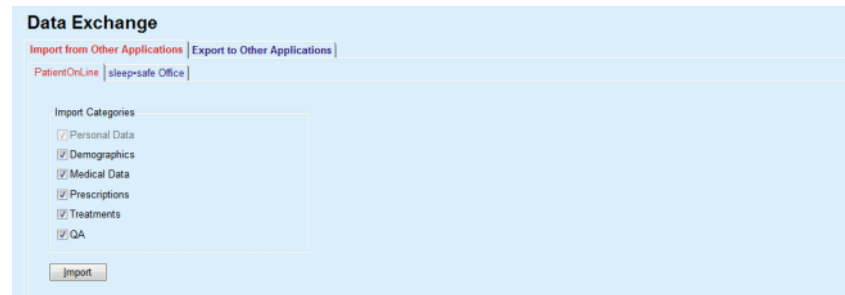 Data Exchange
Import from Other Applications Export to Other Applications
PatientOnLine sleep•safe Office
Import Categories
Personal Data
Demographics
Medical Data
Prescriptions
Treatments
QA
Import